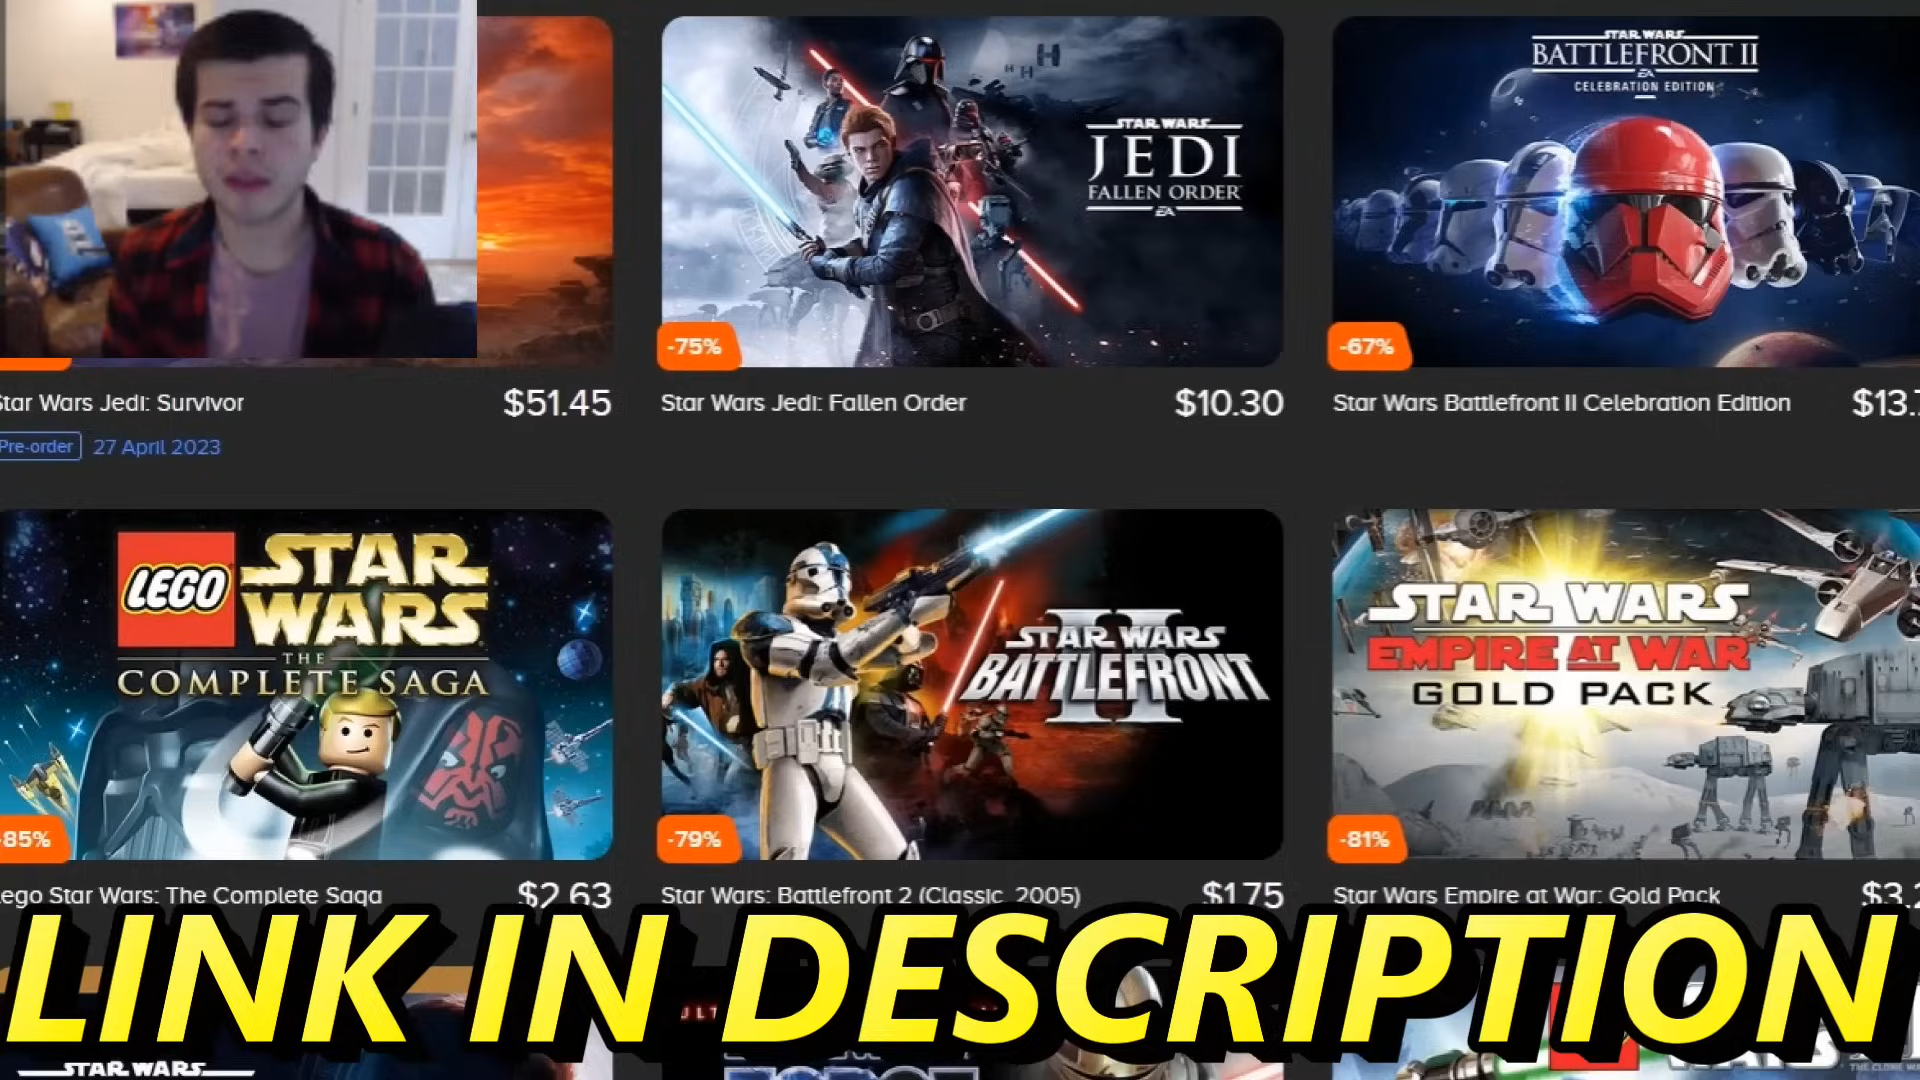 STAR WARS
JEDI
FALLEN ORDER
EA
STAR WARS
BATTLEFRONT II
EA
CELEBRATION EDITION
-75%
-67%
Star Wars Jedi: Survivor
$51.45
Star Wars Jedi: Fallen Order
$10.30
Star Wars Battlefront II Celebration Edition
$13.
Pre-order
27 April 2023
LEGO
STAR
WARS
THE
COMPLETE SAGA
STAR WARS
II
BATTLEFRONT
STAR WARS
EMPIRE AT WAR
GOLD PACK
-85%
-79%
-81%
ego Star Wars: The Complete Saga
$2.63
Star Wars: Battlefront 2 (Classic, 2005)
$1.75
Star Wars Empire at War: Gold Pack
$3.
LINK IN DESCRIPTION
STAR WARS